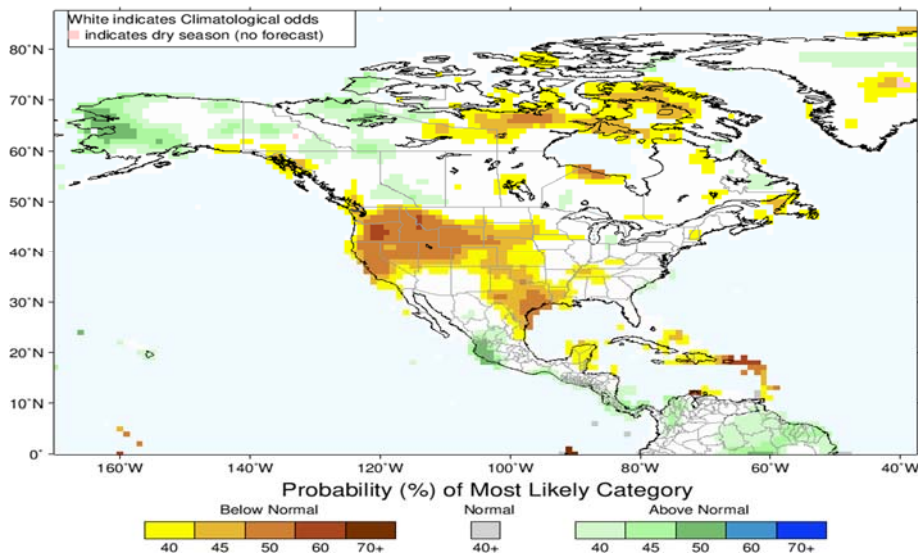 White indicates Climatological odds
indicates dry season (no forecast)
80°N
70°N
60°N
50°N
40°N
30°N
20°N
10°N
0°
160°W 140°W 120°W 100°W 80°W 60°W 40°W
Probability (%) of Most Likely Category
Below Normal Normal Above Normal
40 45 50 60 70+ 40+ 40 45 50 60 70+